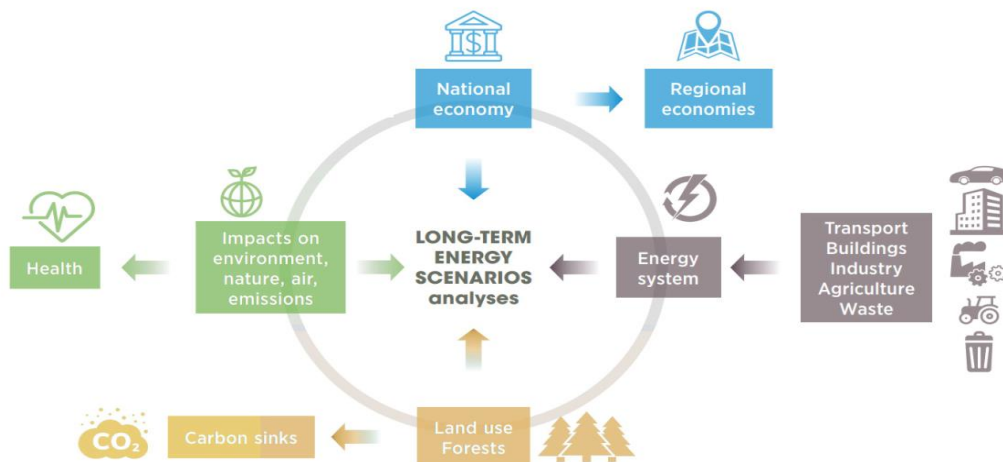 National
economy
Regional
economies
Health
Impacts on
environment,
nature, air,
emissions
LONG-TERM
ENERGY
SCENARIOS
analyses
Energy
system
Transport
Buildings
Industry
Agriculture
Waste
CO₂
Carbon sinks
Land use
Forests